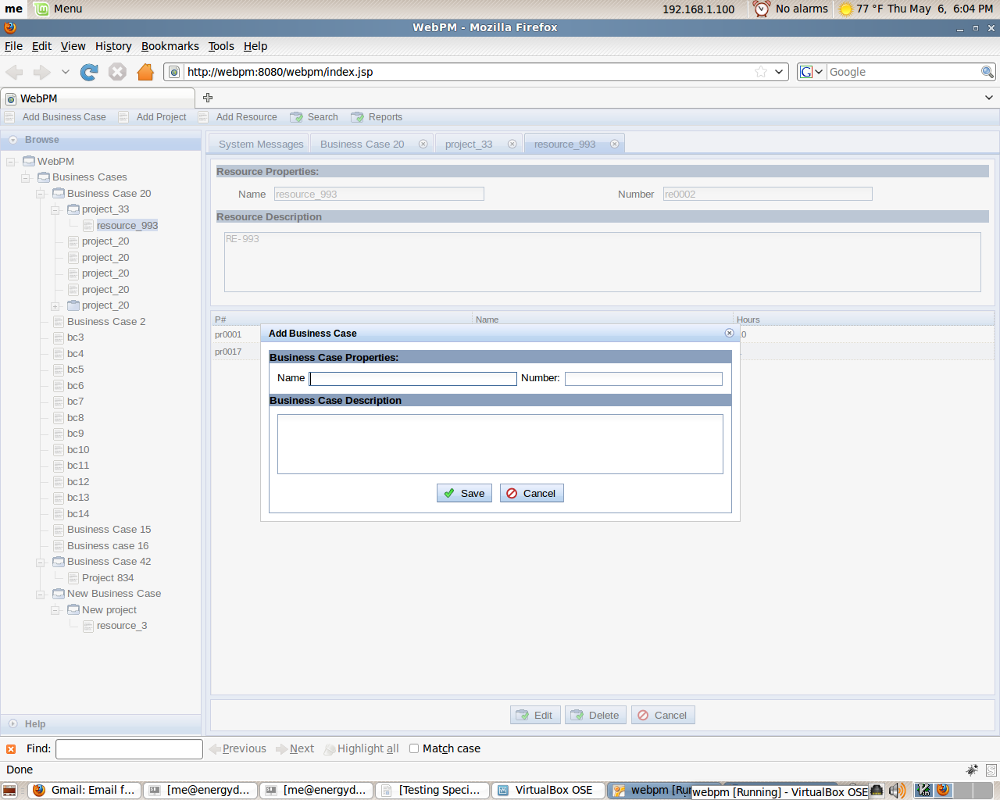 me Menu 192.168.1.100 No alarms 77 °F Thu May 6, 6:04 PM
WebPM - Mozilla Firefox
File Edit View History Bookmarks Tools Help
http://webpm:8080/webpm/index.jsp G Google
WebPM
Add Business Case Add Project Add Resource Search Reports
Browse
System Messages Business Case 20 project_33 resource_993
WebPM
Business Cases
Business Case 20
project_33
resource_993
project_20
project_20
project_20
project_20
project_20
Business Case 2
bc3
bc4
bc5
bc6
bc7
bc8
bc9
bc10
bc11
bc12
bc13
bc14
Business Case 15
Business case 16
Business Case 42
Project 834
New Business Case
New project
resource_3
Help
Resource Properties:
Name resource_993 Number re0002
Resource Description
RE-993
P# Name Hours
pr0001
pr0017
Add Business Case
Business Case Properties:
Name Number:
Business Case Description
Save Cancel
Edit Delete Cancel
Find: Previous Next Highlight all Match case
Done
Gmail: Email f... [me@energyd... [me@energyd... [Testing Speci... VirtualBox OSE webpm [Run
webpm [Running] - VirtualBox OSE